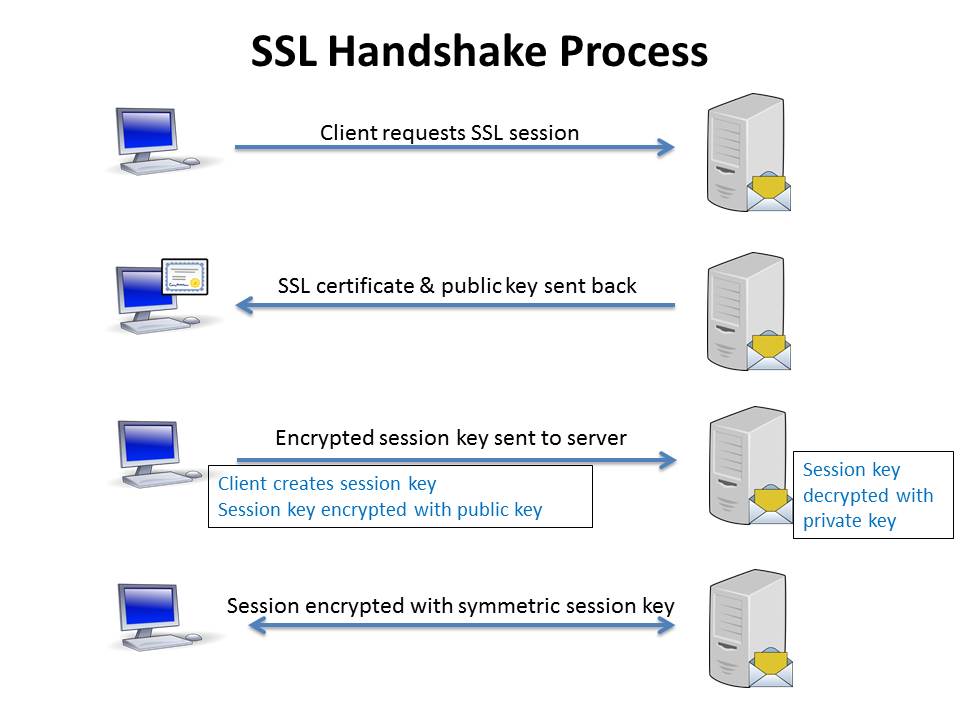 SSL Handshake Process
Client requests SSL session
SSL certificate & public key sent back
Encrypted session key sent to server
Client creates session key
Session key encrypted with public key
Session key
decrypted with
private key
Session encrypted with symmetric session key